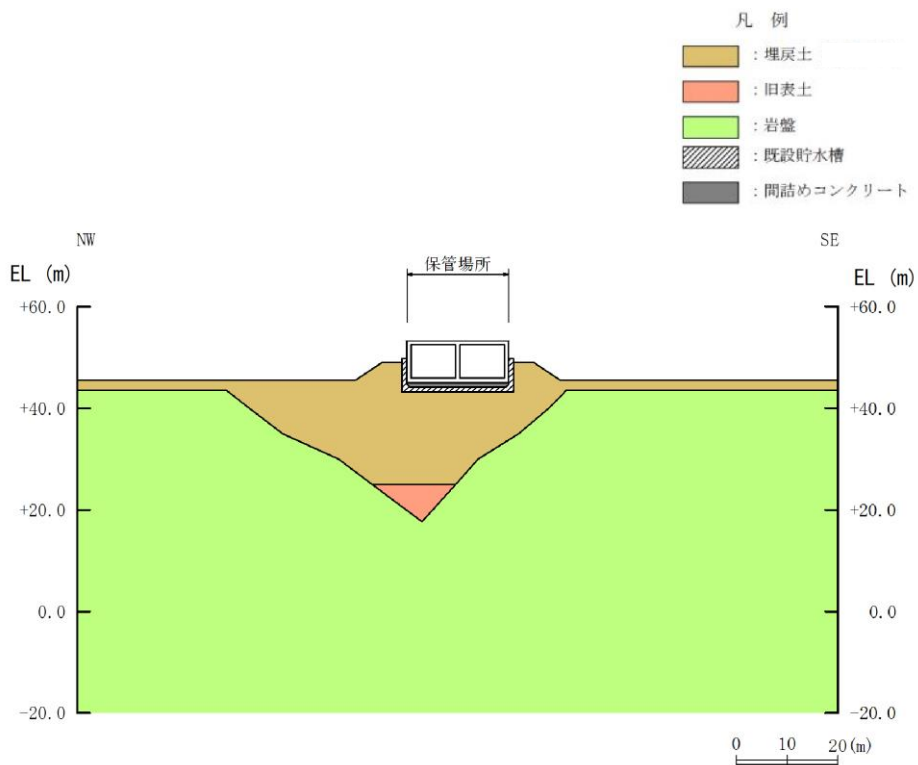 凡 例
:埋戻土
:旧表土
:岩盤
:既設貯水槽
:間詰めコンクリート
NW
SE
EL (m)
保管場所
EL (m)
+60.0
+60.0
+40.0
+40.0
+20.0
+20.0
0.0
0.0
-20.0
-20.0
0 10 20(m)